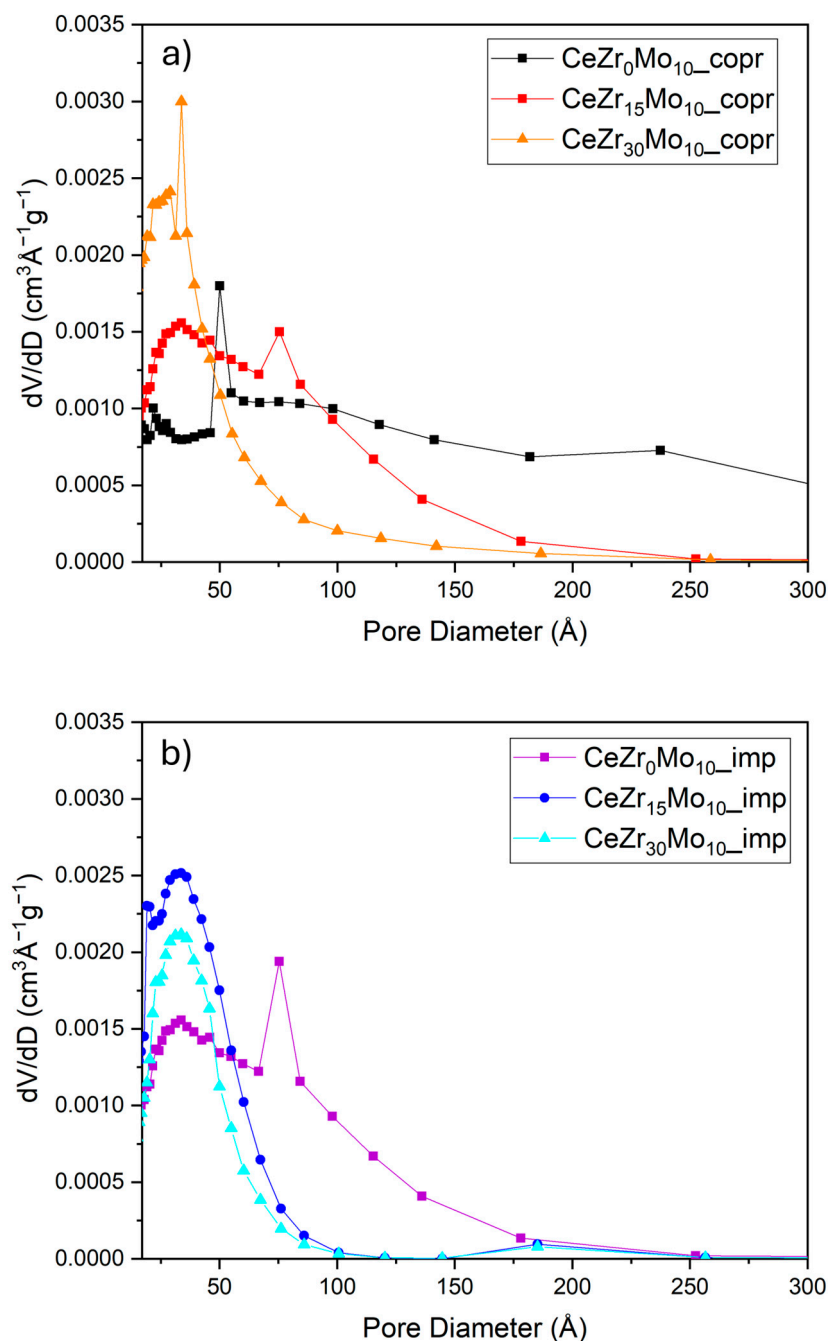 a)
CeZr₀Mo₁₀_copr
CeZr₁₅Mo₁₀_copr
CeZr₃₀Mo₁₀_copr
dV/dD (cm³Å⁻¹g⁻¹)
0.0035
0.0030
0.0025
0.0020
0.0015
0.0010
0.0005
0.0000
50 100 150 200 250 300
Pore Diameter (Å)
b)
CeZr₀Mo₁₀_imp
CeZr₁₅Mo₁₀_imp
CeZr₃₀Mo₁₀_imp
dV/dD (cm³Å⁻¹g⁻¹)
0.0035
0.0030
0.0025
0.0020
0.0015
0.0010
0.0005
0.0000
50 100 150 200 250 300
Pore Diameter (Å)